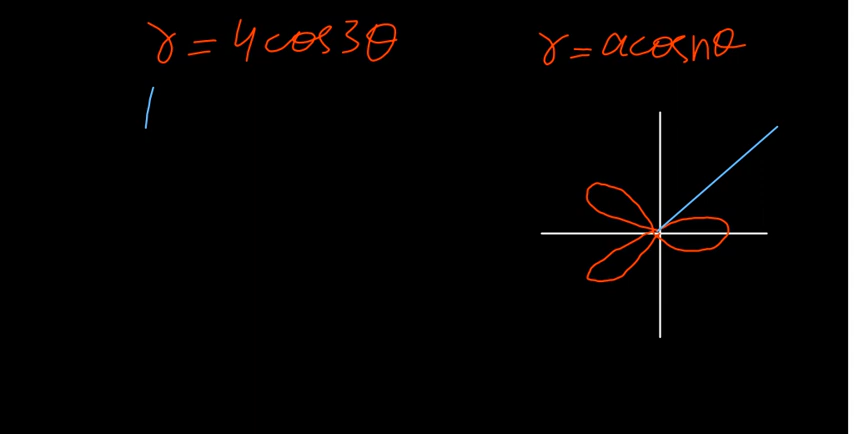 r = 4cos3θ
r = acosnθ